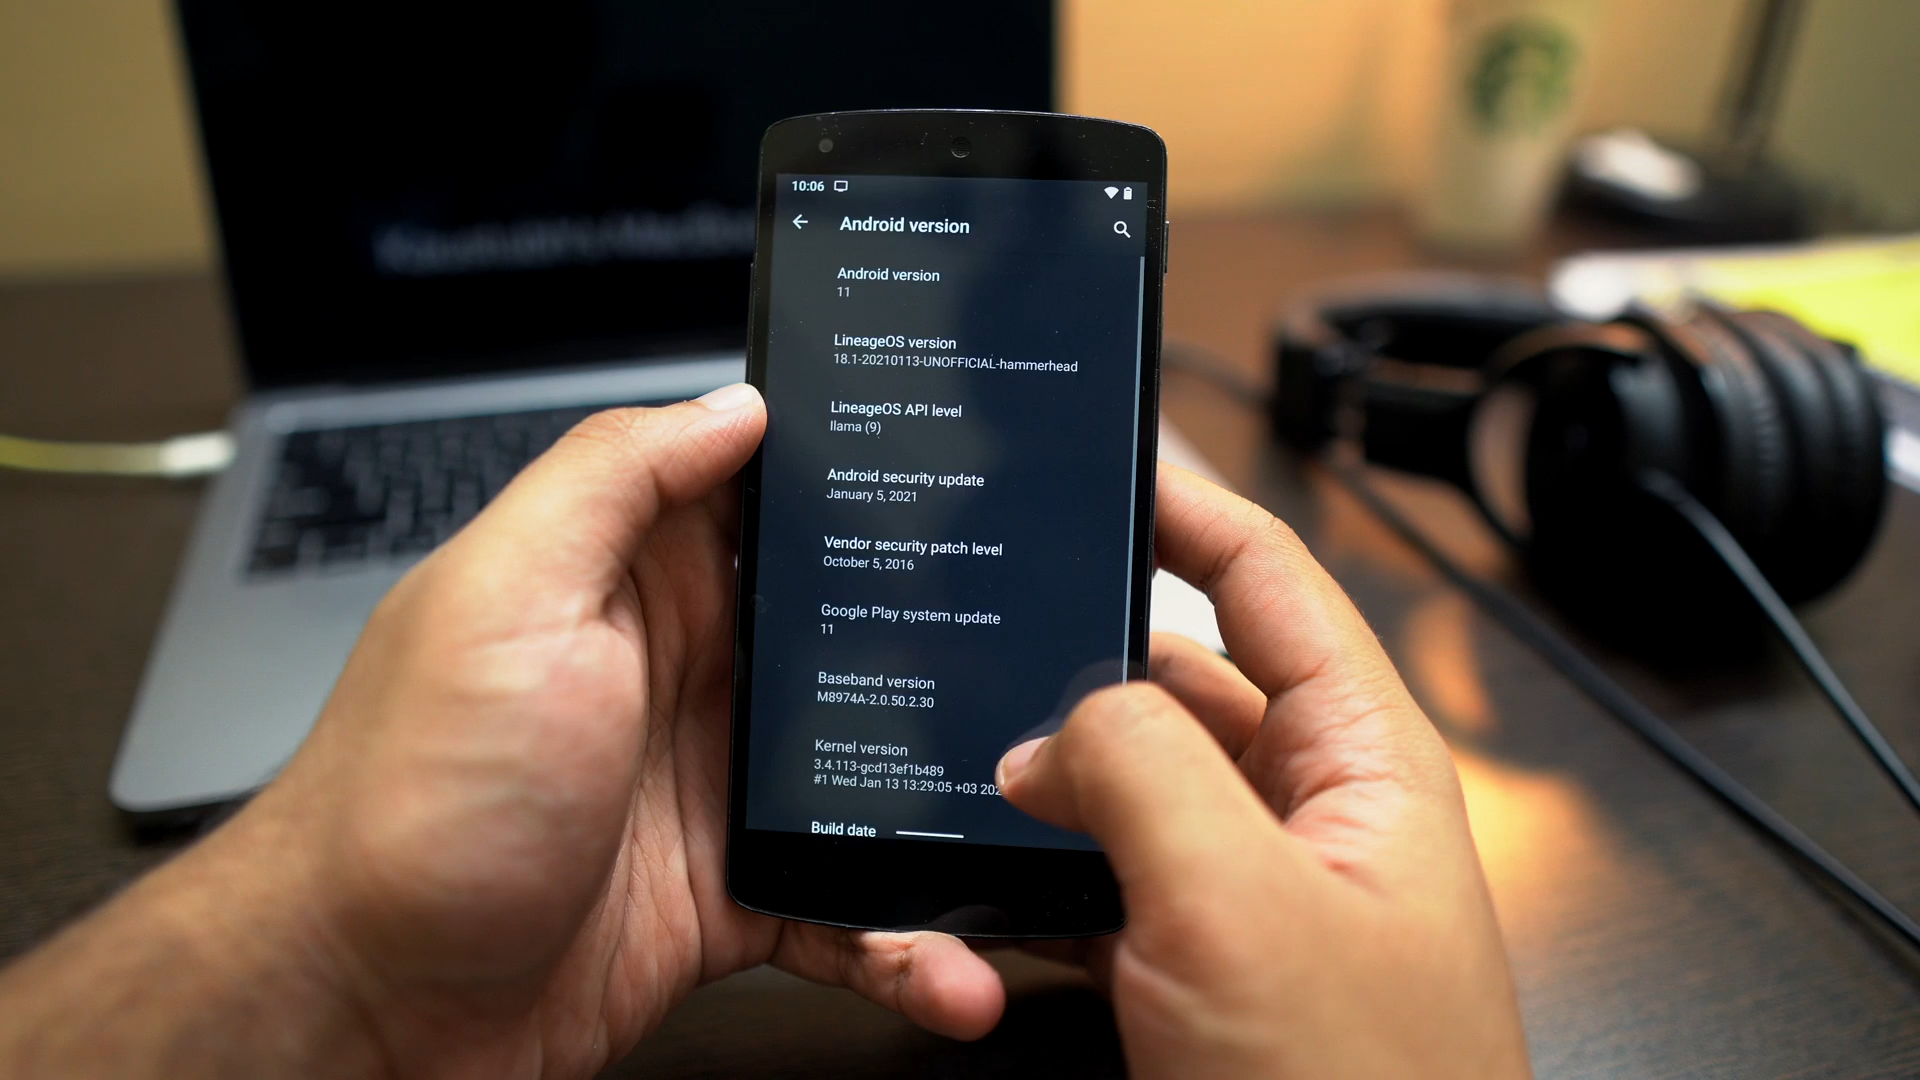 10:06
Android version
Android version
11
LineageOS version
18.1-20210113-UNOFFICIAL-hammerhead
LineageOS API level
llama (9)
Android security update
January 5, 2021
Vendor security patch level
October 5, 2016
Google Play system update
11
Baseband version
M8974A-2.0.50.2.30
Kernel version
3.4.113-gcd13ef1b489
#1 Wed Jan 13 13:29:05 +03 202
Build date